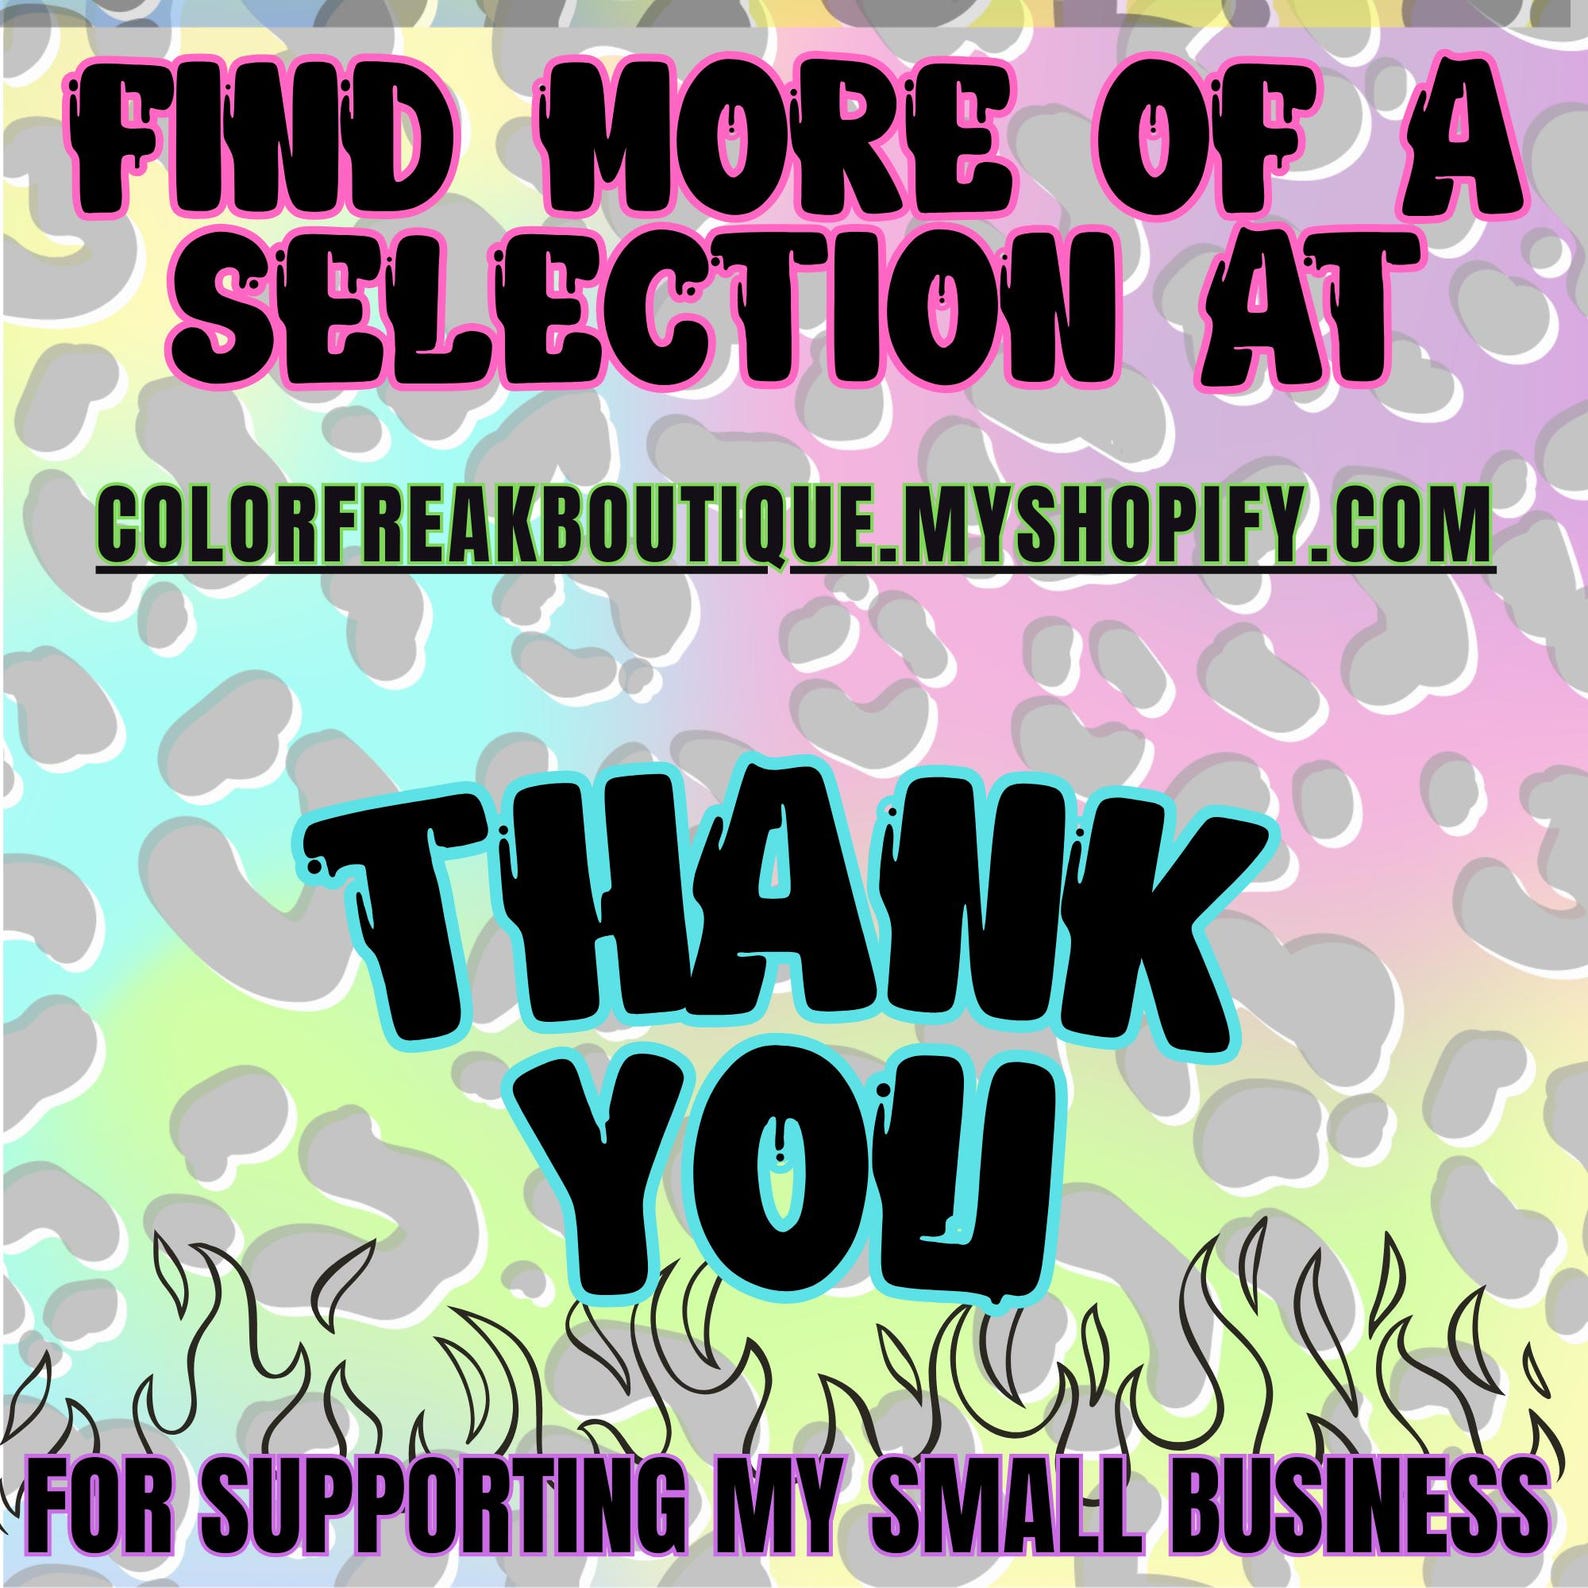 FIND MORE OF A
SELECTION AT
COLORFREAKBOUTIQUE.MYSHOPIFY.COM
THANK
YOU
FOR SUPPORTING MY SMALL BUSINESS